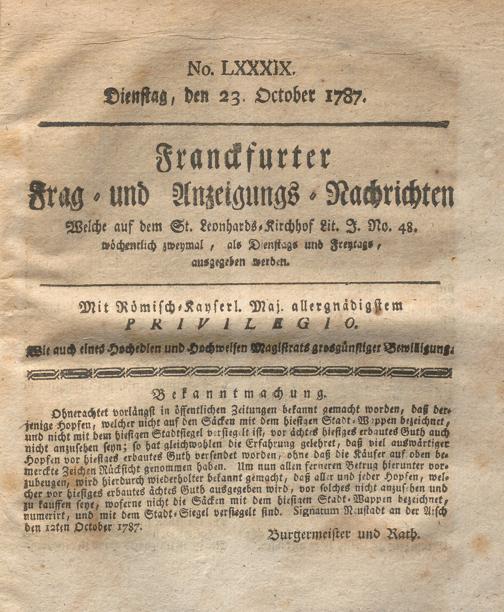 No. LXXXIX.
Dienstag, den 23. October 1787.
Franckfurter
Frag- und Anzeigungs-Nachrichten
Welche auf dem St. Leonhards-Kirchhof Lit. J. No. 48.
wöchentlich zweymal, als Dienstags und Freytags,
ausgegeben werden.
Mit Römisch-Kayserl. Maj. allergnädigstem
PRIVILEGIO.
Wie auch eines Hochedlen und Hochweisen Magistrats grosgünstiger Bewilligung.
Bekanntmachung.
Ohnerachtet vorlängst in öffentlichen Zeitungen bekannt gemacht worden, daß der-
jenige Hopfen, welcher nicht auf den Säcken mit dem hiesigen Stadt-Wappen bezeichnet,
und nicht mit dem hiesigen Stadtsiegel versiegelt ist, vor ächtes hiesiges erbautes Guth auch
nicht anzusehen seyn; so hat gleichwohlen die Erfahrung gelehret, daß viel auswärtiger
Hopfen vor hiesiges erbautes Guth versendet worden, ohne daß die Käufer auf oben be-
merckte Zeichen Rücksicht genommen haben. Um nun allen ferneren Betrug hierunter vor-
zubeugen, wird hierdurch wiederholter bekannt gemacht, daß aller und jeder Hopfen, wel-
cher vor hiesiges erbautes ächtes Guth ausgegeben wird, vor solches nicht anzusehen und
zu kauffen seye, woferne nicht die Säcke mit dem hiesigen Stadt-Wappen bezeichnet,
numerirt, und mit dem Stadt-Siegel versiegelt sind. Signatum Neustadt an der Aisch
den 12ten October 1787.
Burgermeister und Rath.